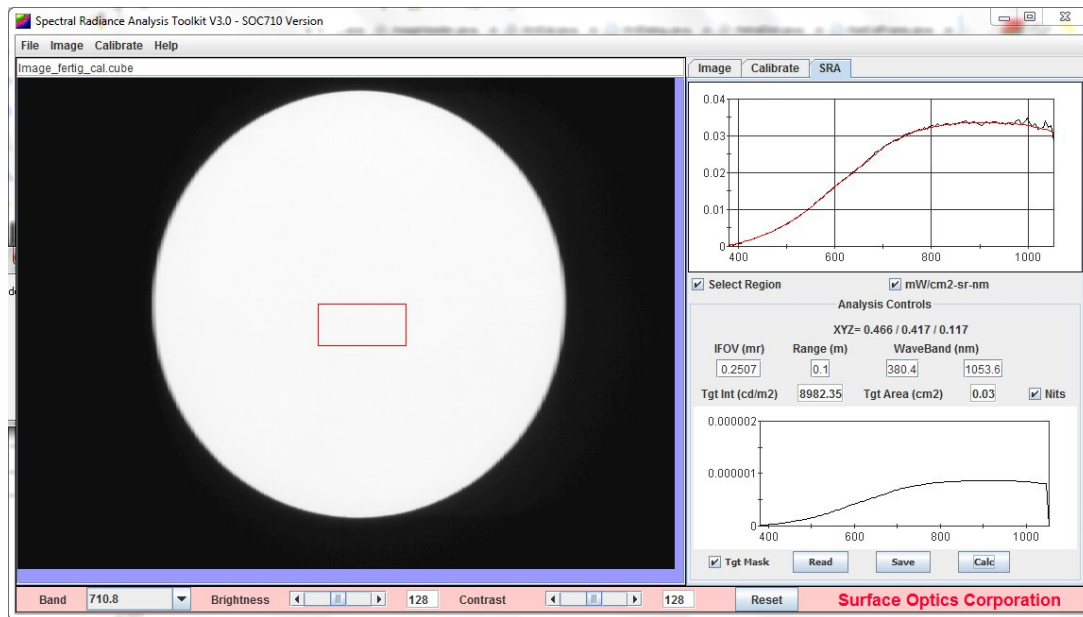 Spectral Radiance Analysis Toolkit V3.0 - SOC710 Version
File Image Calibrate Help
Image_fertig_cal.cube
Image Calibrate SRA
0.04
0.03
0.02
0.01
0
400 600 800 1000
Select Region mW/cm2-sr-nm
Analysis Controls
XYZ= 0.466 / 0.417 / 0.117
IFOV (mr) Range (m) WaveBand (nm)
0.2507 0.1 380.4 1053.6
Tgt Int (cd/m2) 8982.35 Tgt Area (cm2) 0.03 Nits
0.000002
0.000001
0
400 600 800 1000
Tgt Mask Read Save Calc
Band 710.8 Brightness 128 Contrast 128 Reset Surface Optics Corporation